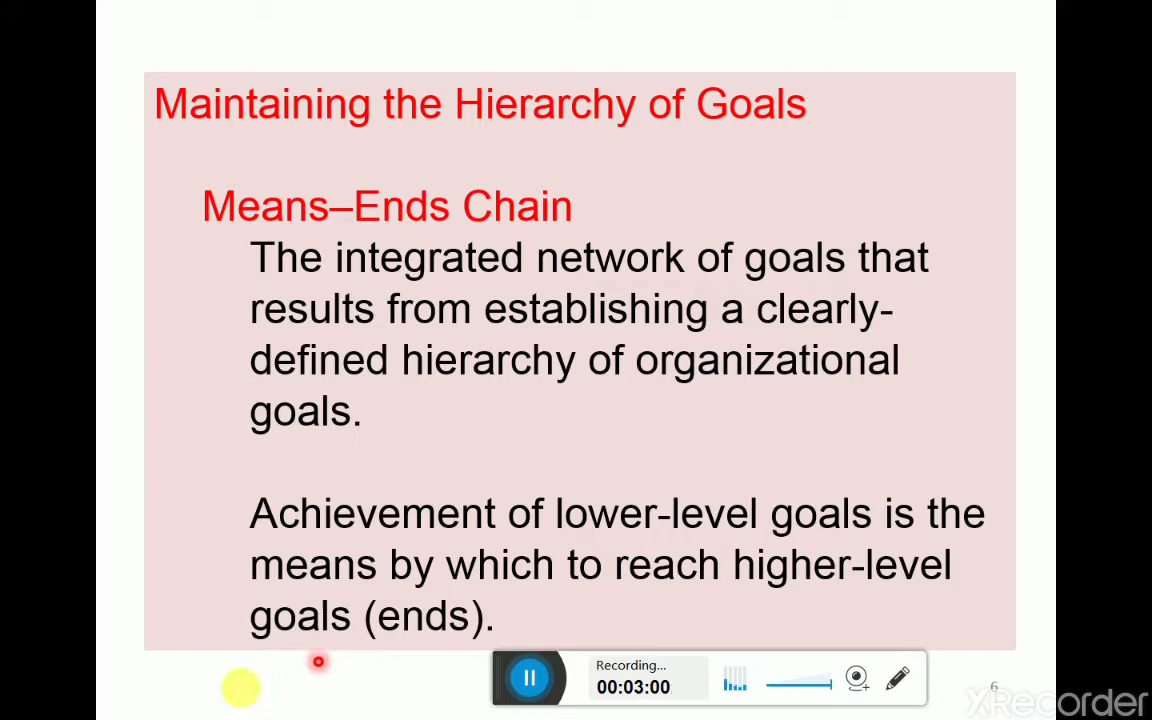 Maintaining the Hierarchy of Goals
Means–Ends Chain
The integrated network of goals that
results from establishing a clearly-
defined hierarchy of organizational
goals.
Achievement of lower-level goals is the
means by which to reach higher-level
goals (ends).
Recording...
00:03:00
6
XRecorder